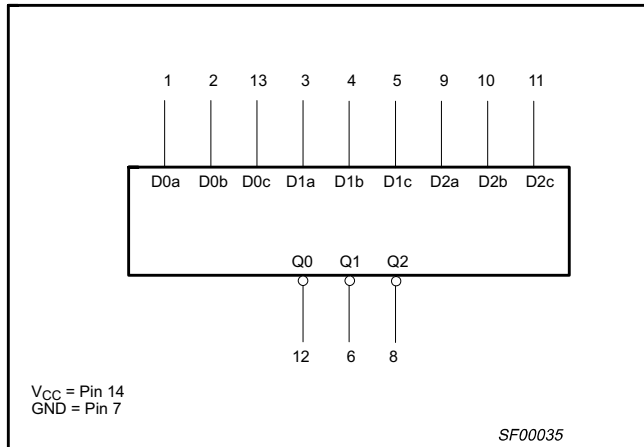 1 2 13 3 4 5 9 10 11
D0a D0b D0c D1a D1b D1c D2a D2b D2c
Q0 Q1 Q2
12 6 8
VCC = Pin 14
GND = Pin 7
SF00035